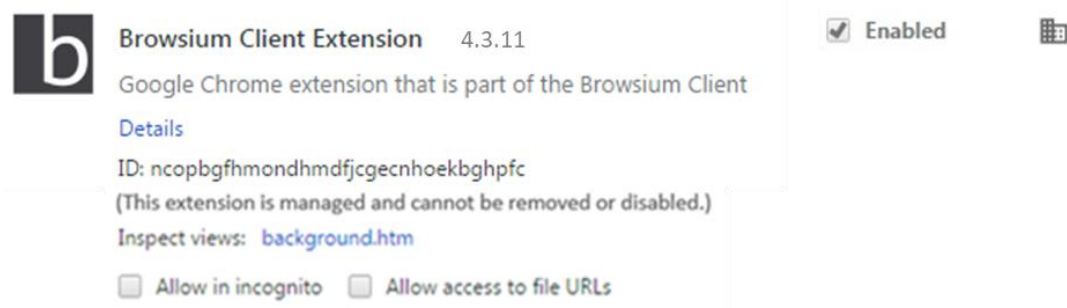 b
Browsium Client Extension 4.3.11 Enabled
Google Chrome extension that is part of the Browsium Client
Details
ID: ncopbgfhmondhmdfjcgecnhoekbghpfc
(This extension is managed and cannot be removed or disabled.)
Inspect views: background.htm
Allow in incognito Allow access to file URLs